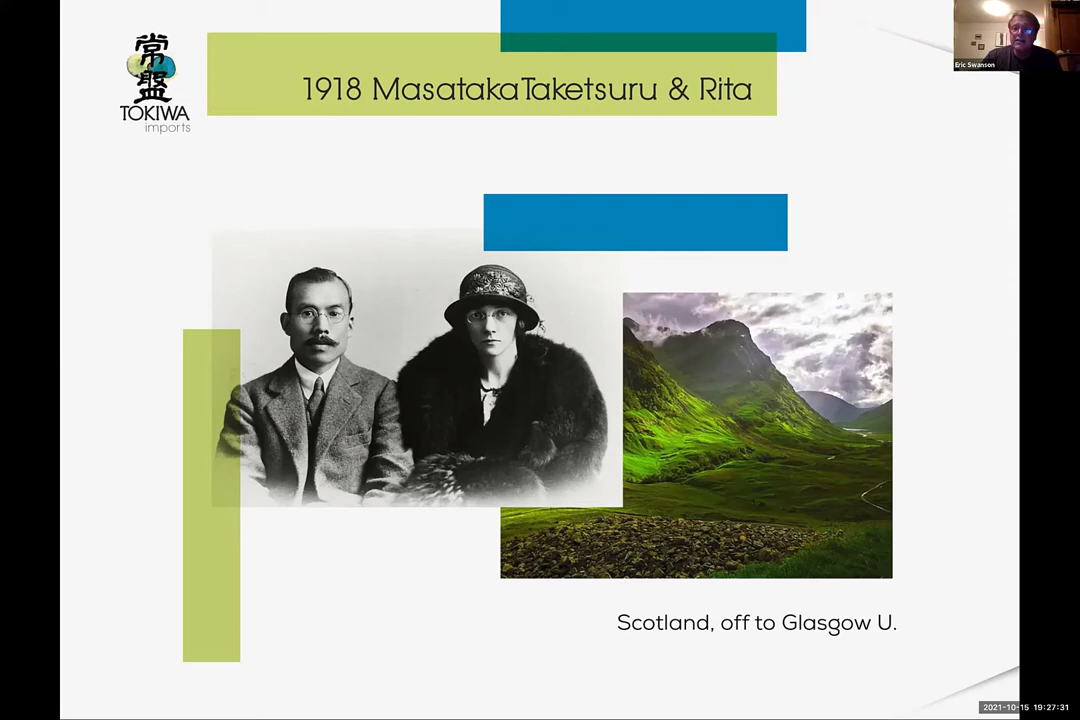 常盤
TOKIWA
imports
1918 MasatakaTaketsuru & Rita
Eric Swanson
Scotland, off to Glasgow U.
2021-10-15 19:27:31